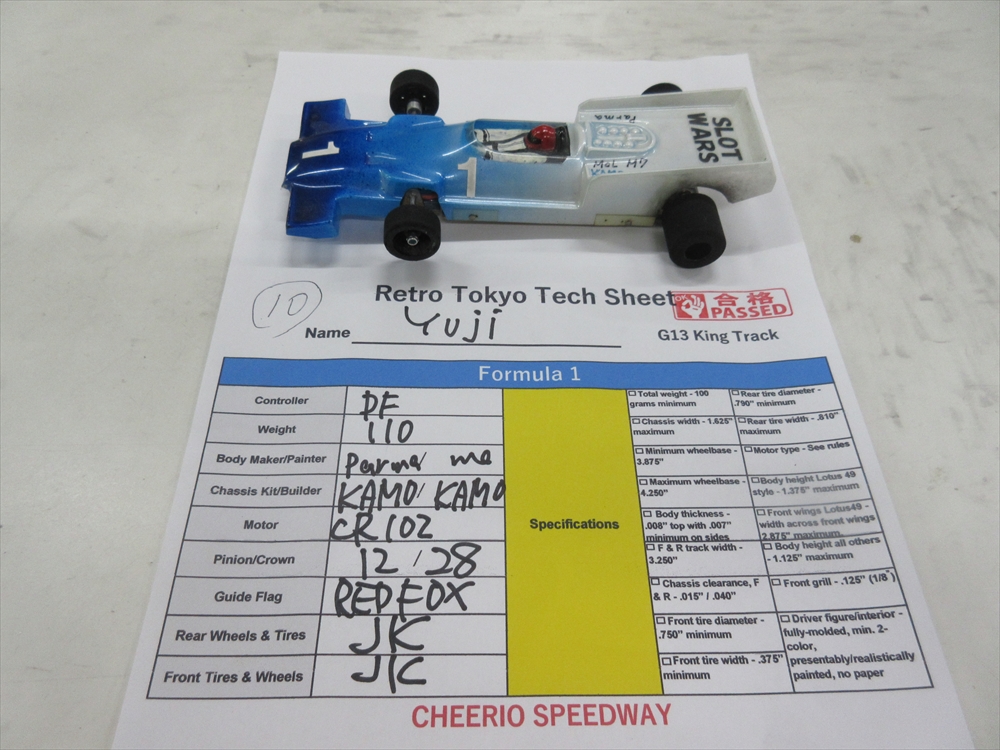 1
1
Parma
SLOT
WARS
10
Retro Tokyo Tech Sheet
OK 合格
PASSED
Name Yuji
G13 King Track
Formula 1
Controller DF
Weight 110
Body Maker/Painter Parma/ me
Chassis Kit/Builder KAMO/KAMO
Motor CR102
Pinion/Crown 12/28
Guide Flag REDFOX
Rear Wheels & Tires JK
Front Tires & Wheels JK
Specifications
Total weight - 100
grams minimum
Rear tire diameter -
.790" minimum
Chassis width - 1.625"
maximum
Rear tire width - .810"
maximum
Minimum wheelbase -
3.875"
Motor type - See rules
Maximum wheelbase -
4.250"
Body height Lotus 49
style - 1.375" maximum
Body thickness -
.008" top with .007"
minimum on sides
Front wings Lotus49 -
width across front wings
2.875" maximum
F & R track width -
3.250"
Body height all others
- 1.125" maximum
Chassis clearance, F
& R - .015" / .040"
Front grill - .125" (1/8")
Front tire diameter -
.750" minimum
Front tire width - .375"
minimum
Driver figure/interior -
fully-molded, min. 2-
color,
presentably/realistically
painted, no paper
CHEERIO SPEEDWAY